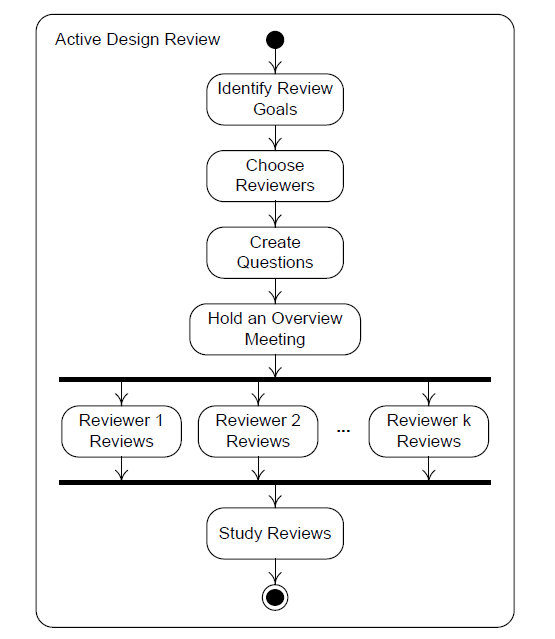 Active Design Review
Identify Review
Goals
Choose
Reviewers
Create
Questions
Hold an Overview
Meeting
Reviewer 1
Reviews
Reviewer 2
Reviews
...
Reviewer k
Reviews
Study Reviews